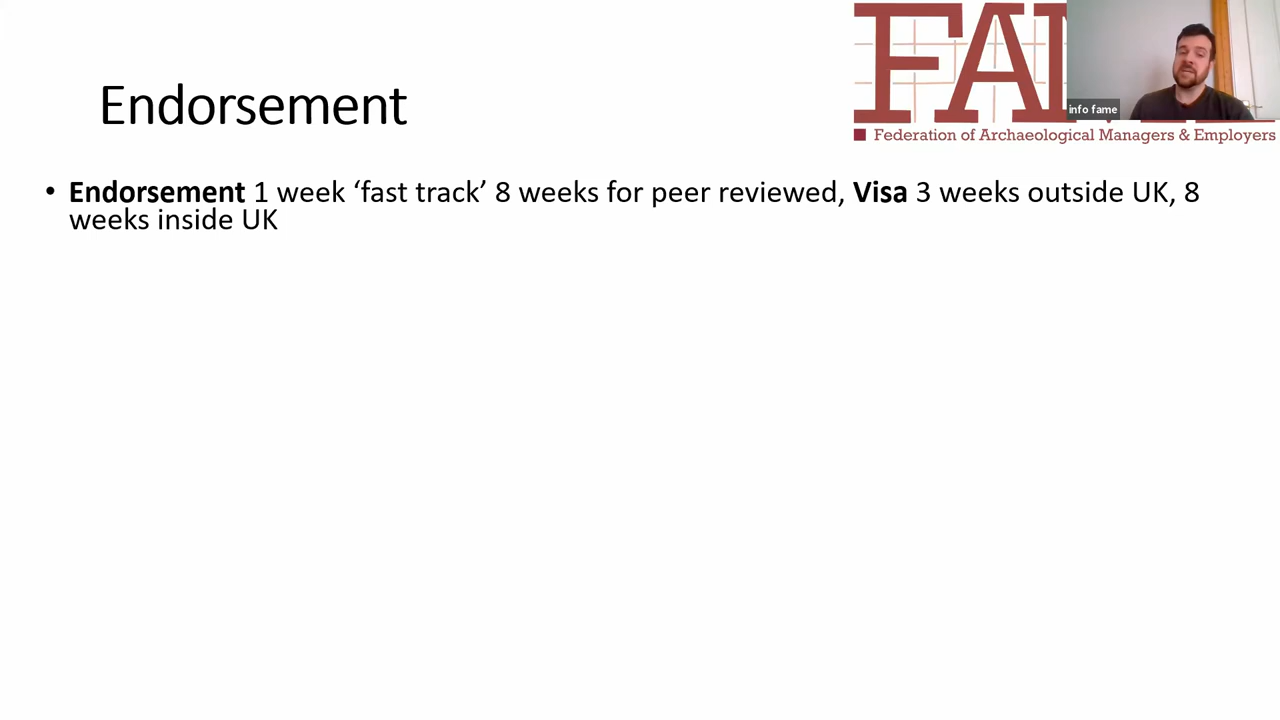 Endorsement
FA
info fame
Federation of Archaeological Managers & Employers
• Endorsement 1 week ‘fast track’ 8 weeks for peer reviewed, Visa 3 weeks outside UK, 8
weeks inside UK